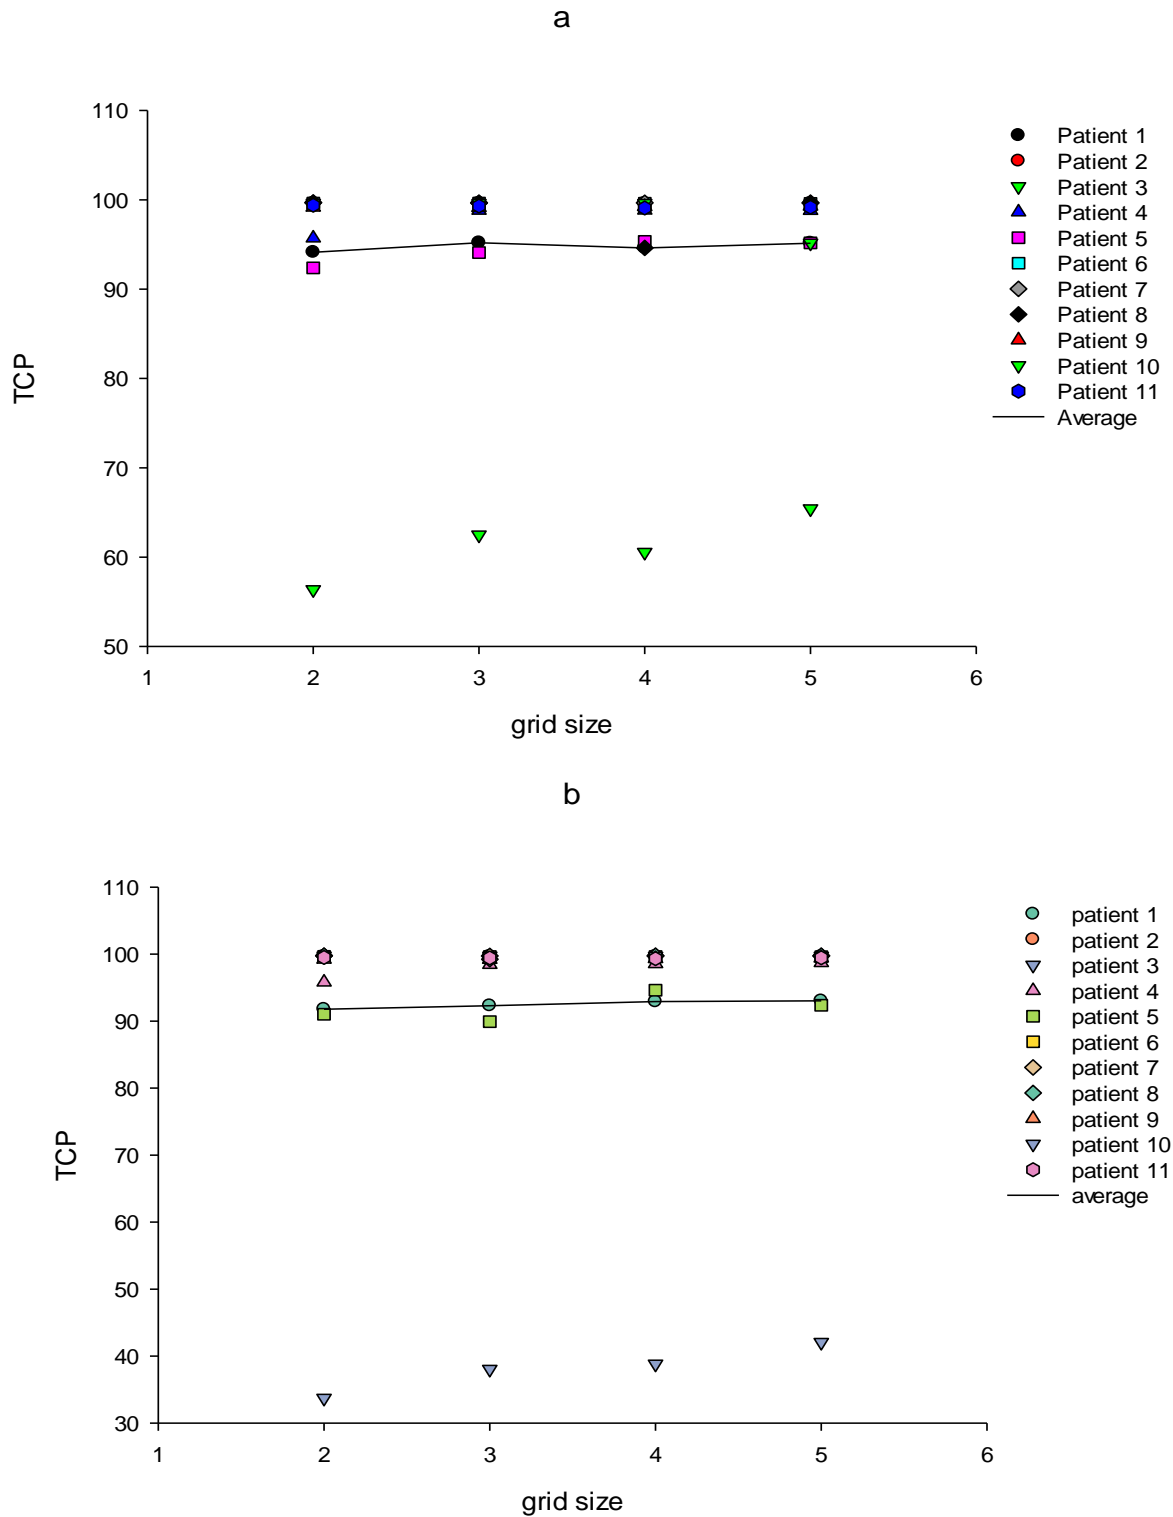 a
110
100
90
80
70
60
50
TCP
1 2 3 4 5 6
grid size
Patient 1
Patient 2
Patient 3
Patient 4
Patient 5
Patient 6
Patient 7
Patient 8
Patient 9
Patient 10
Patient 11
Average
b
110
100
90
80
70
60
50
40
30
TCP
1 2 3 4 5 6
grid size
patient 1
patient 2
patient 3
patient 4
patient 5
patient 6
patient 7
patient 8
patient 9
patient 10
patient 11
average